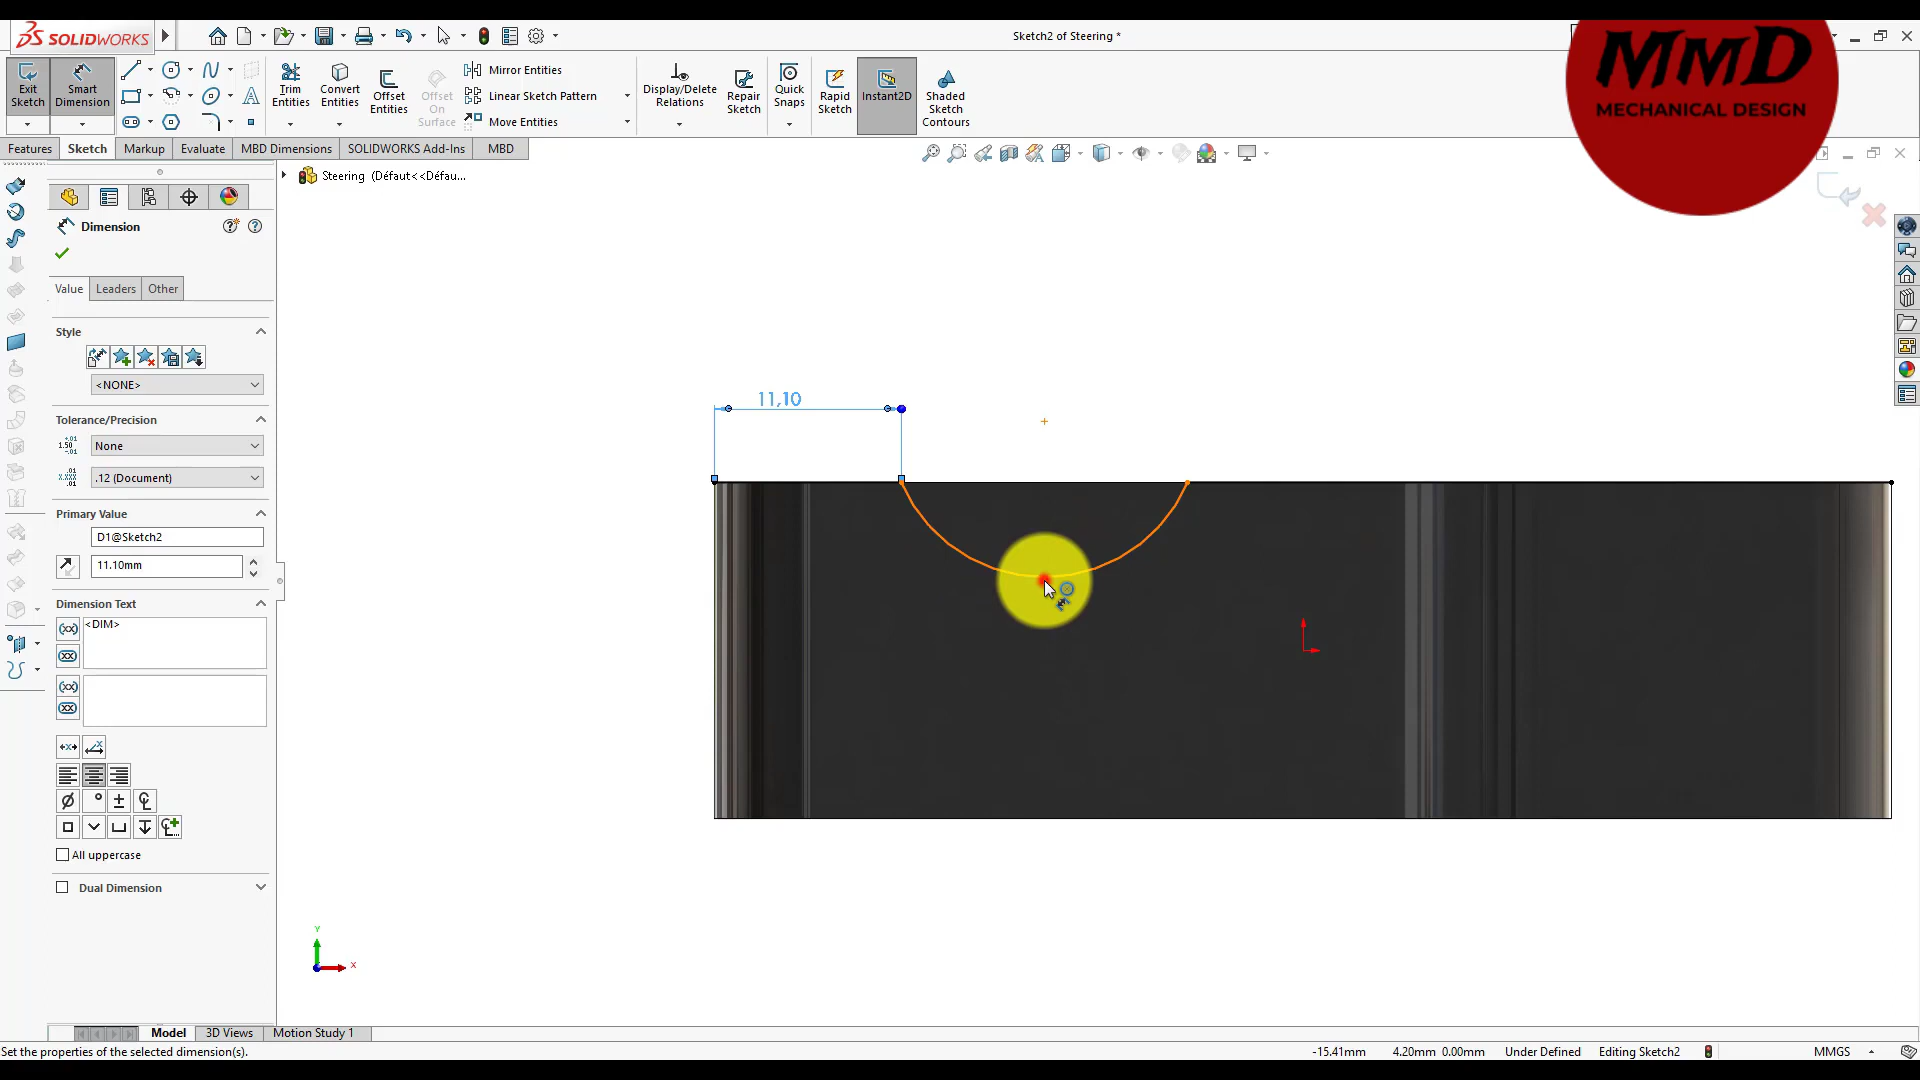 SOLIDWORKS
Sketch2 of Steering *
MMD
MECHANICAL DESIGN
Exit Sketch
Smart Dimension
Trim Entities
Convert Entities
Offset Entities
Offset On Surface
Mirror Entities
Linear Sketch Pattern
Move Entities
Display/Delete Relations
Repair Sketch
Quick Snaps
Rapid Sketch
Instant2D
Shaded Sketch Contours
Features
Sketch
Markup
Evaluate
MBD Dimensions
SOLIDWORKS Add-Ins
MBD
Steering (Défaut<<Défau...
Dimension
Value
Leaders
Other
Style
<NONE>
Tolerance/Precision
None
.12 (Document)
Primary Value
D1@Sketch2
11.10mm
Dimension Text
<DIM>
All uppercase
Dual Dimension
11,10
Y
X
Model
3D Views
Motion Study 1
Set the properties of the selected dimension(s).
-15.41mm
4.20mm 0.00mm
Under Defined
Editing Sketch2
MMGS